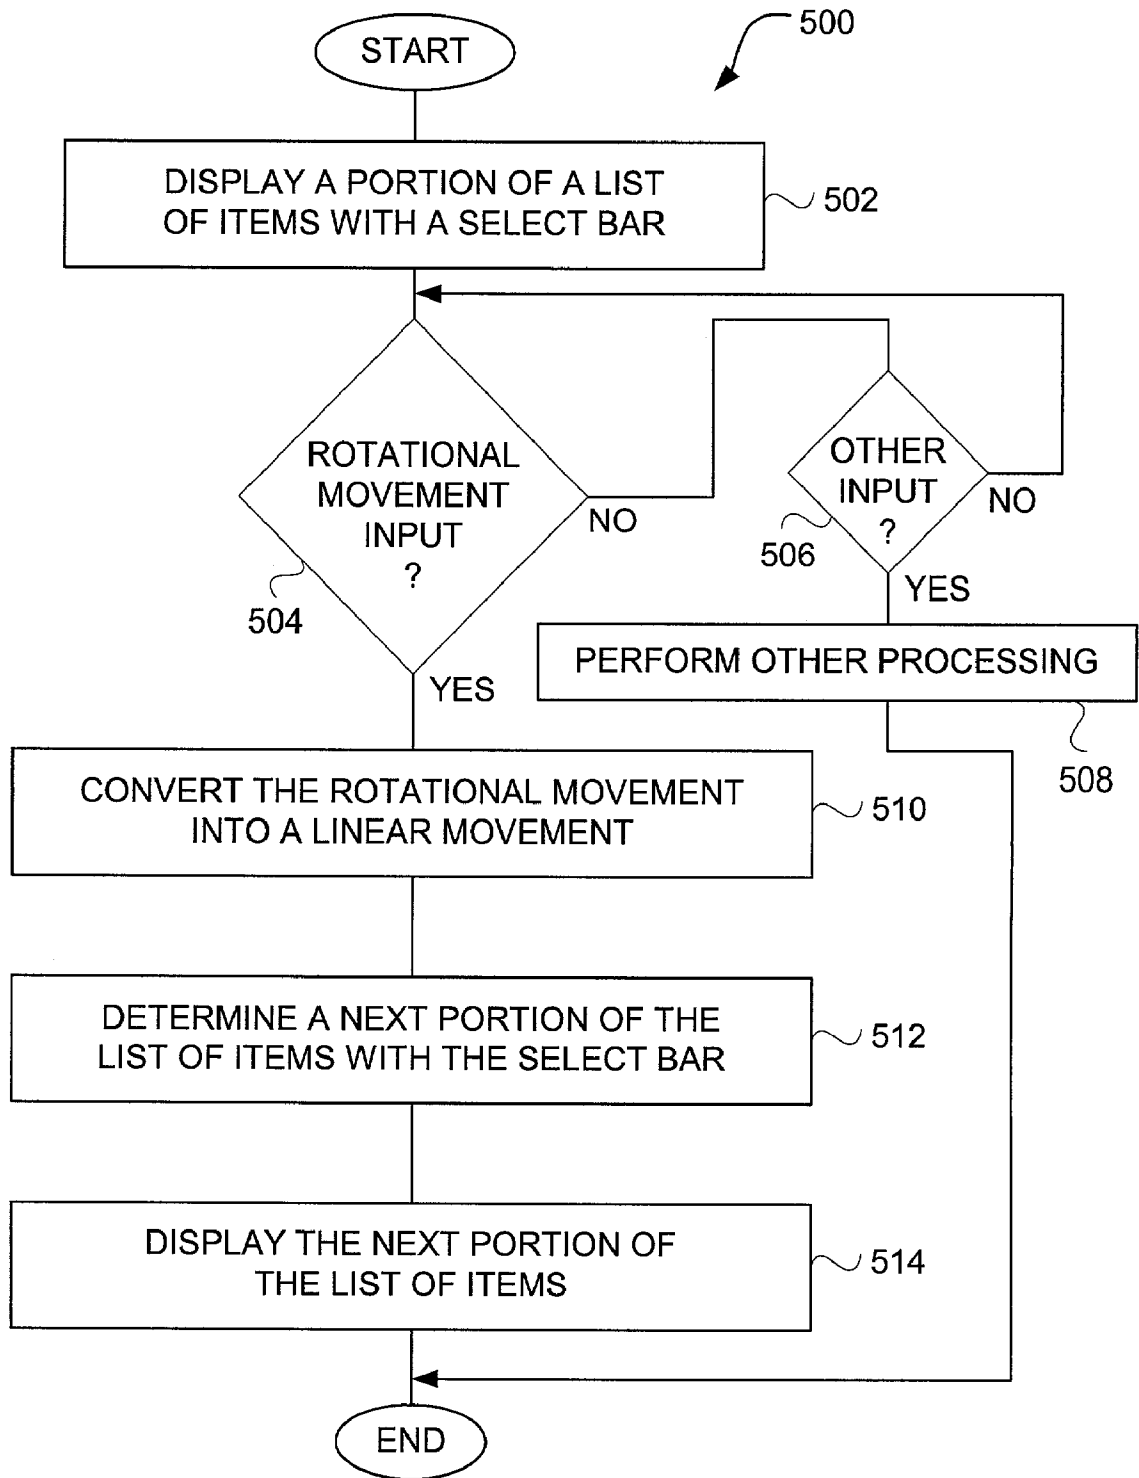 START
500
DISPLAY A PORTION OF A LIST
OF ITEMS WITH A SELECT BAR
502
ROTATIONAL
MOVEMENT
INPUT
?
NO
504
YES
OTHER
INPUT
?
NO
506
YES
PERFORM OTHER PROCESSING
508
CONVERT THE ROTATIONAL MOVEMENT
INTO A LINEAR MOVEMENT
510
DETERMINE A NEXT PORTION OF THE
LIST OF ITEMS WITH THE SELECT BAR
512
DISPLAY THE NEXT PORTION OF
THE LIST OF ITEMS
514
END